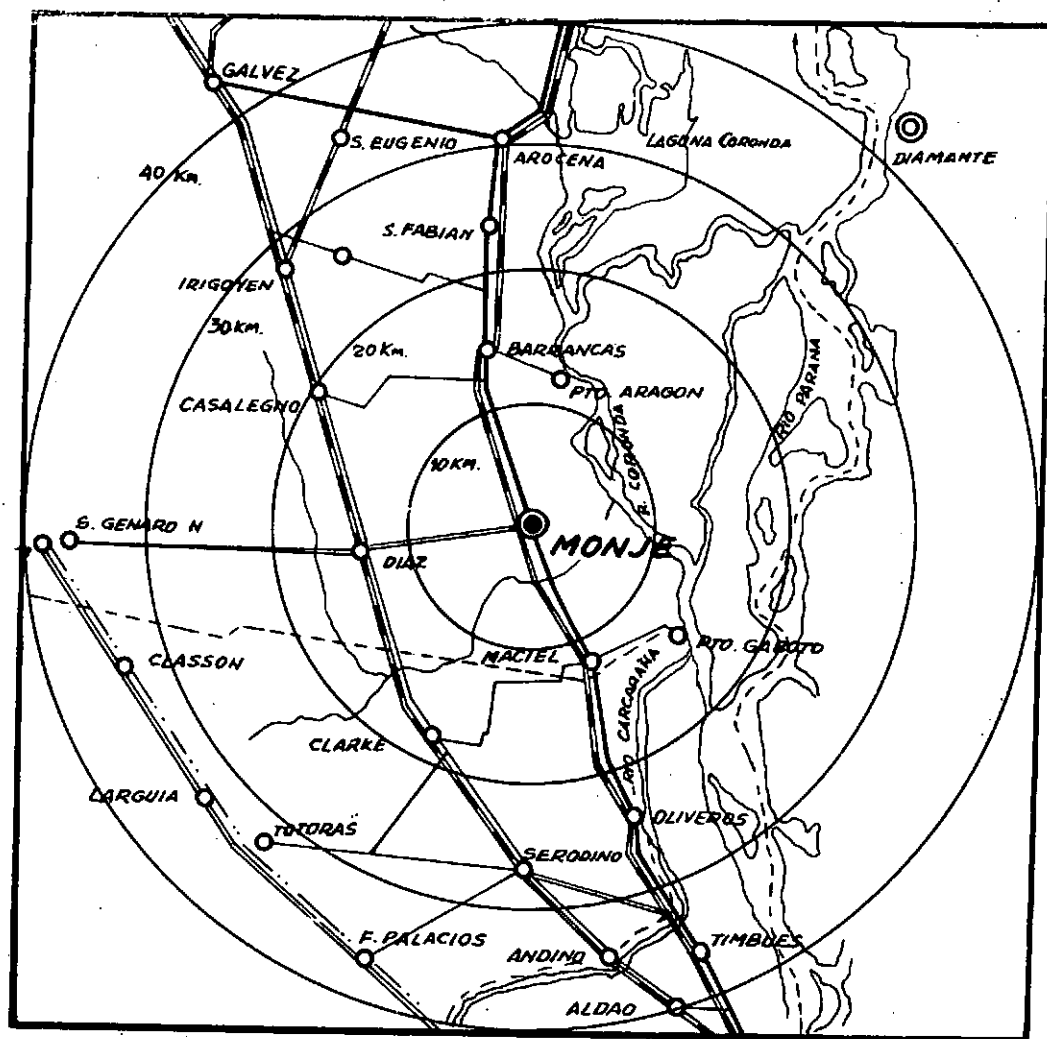 GALVEZ
S. EUGENIO
AROCENA
LAGUNA CORONDA
DIAMANTE
40 Km.
S. FABIAN
IRIGOYEN
30 KM.
20 Km.
BARRANCAS
CASALEGNO
PTO. ARAGON
RIO PARANA
10 KM.
R. CORONDA
S. GENARO N
DIAZ
MONJE
CLASSON
MACIEL
PTO. GABOTO
RIO CARCARAÑA
CLARKE
LARGUIA
TOTORAS
OLIVEROS
SERODINO
F. PALACIOS
ANDINO
TIMBUES
ALDAO